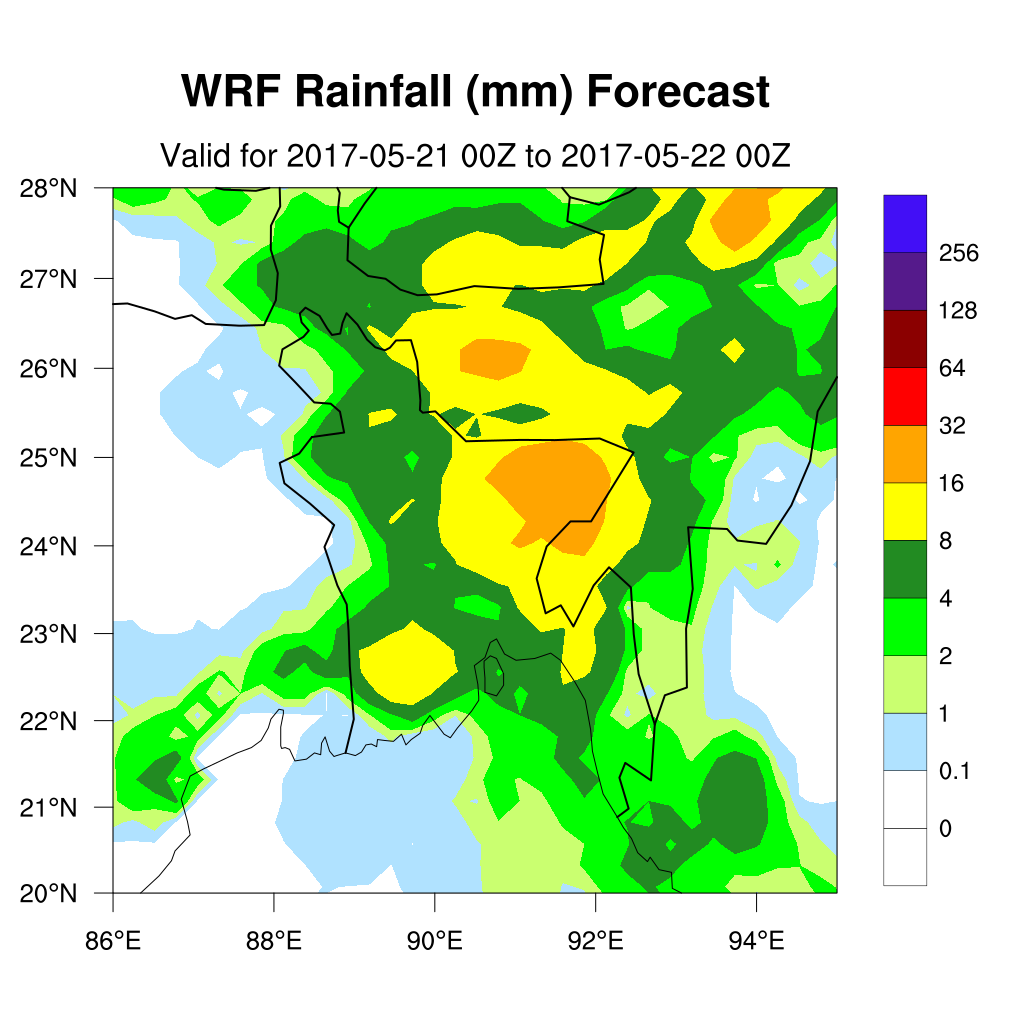 WRF Rainfall (mm) Forecast
Valid for 2017-05-21 00Z to 2017-05-22 00Z
28°N
27°N
26°N
25°N
24°N
23°N
22°N
21°N
20°N
86°E
88°E
90°E
92°E
94°E
256
128
64
32
16
8
4
2
1
0.1
0